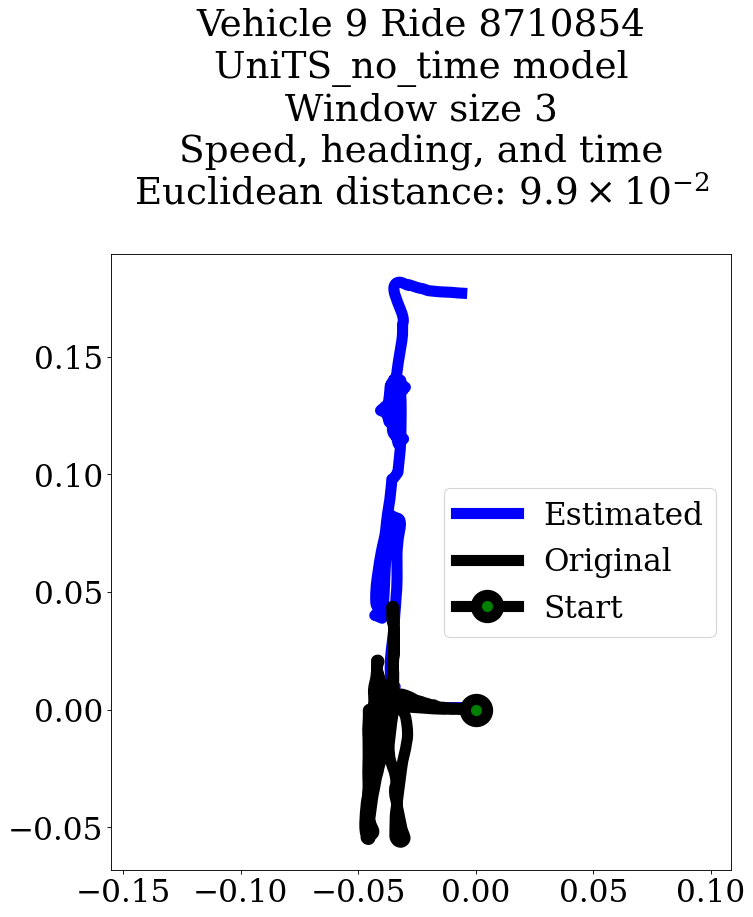 Vehicle 9 Ride 8710854
UniTS_no_time model
Window size 3
Speed, heading, and time
Euclidean distance: 9.9 × 10⁻²
0.15
0.10
0.05
0.00
−0.05
Estimated
Original
Start
−0.15 −0.10 −0.05 0.00 0.05 0.10